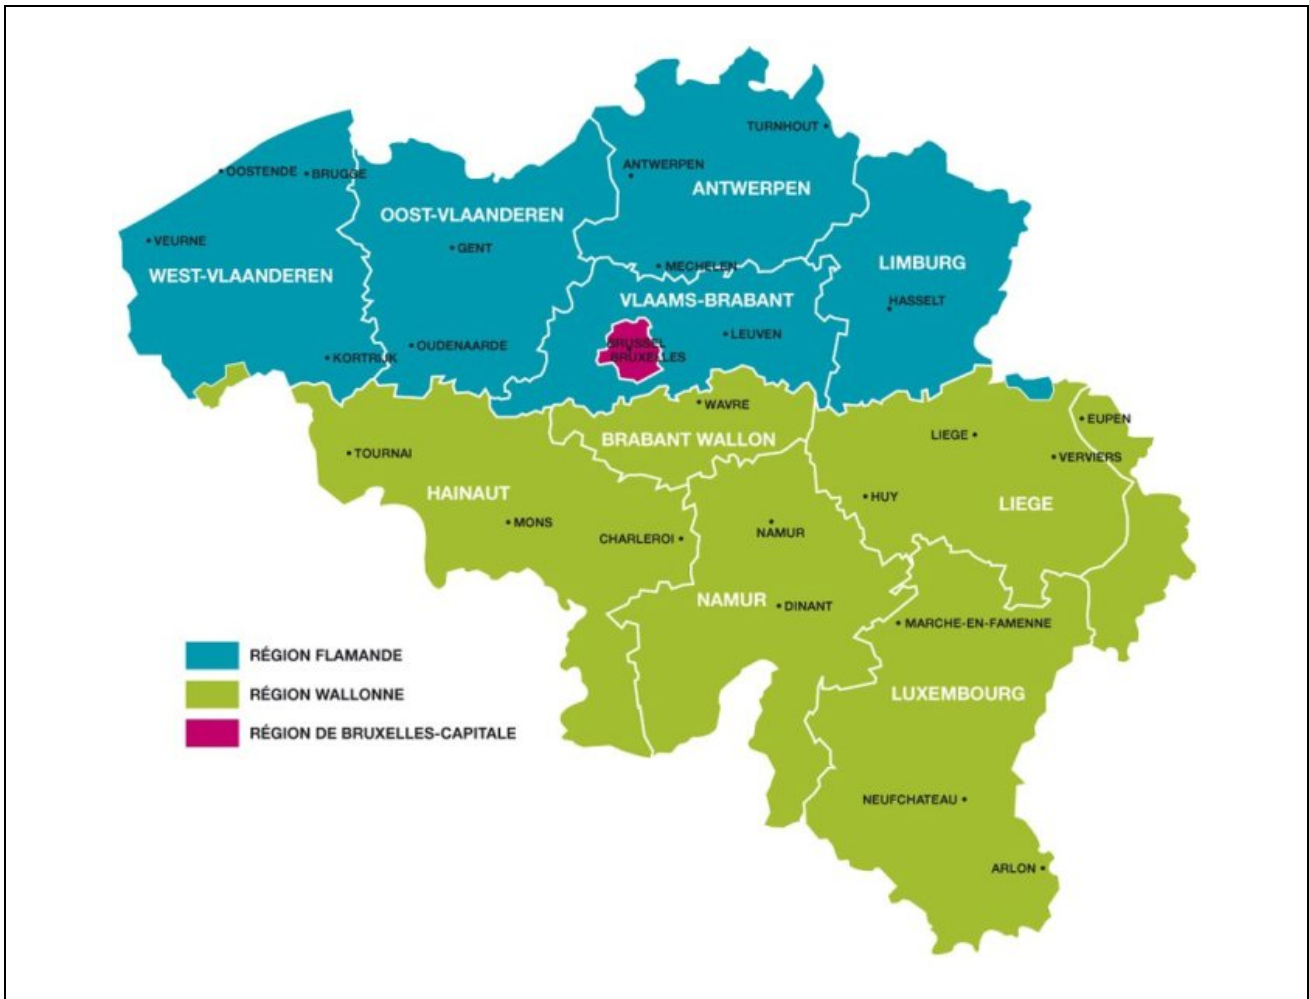 TURNHOUT
ANTWERPEN
OOSTENDE
BRUGGE
ANTWERPEN
OOST-VLAANDEREN
VEURNE
GENT
LIMBURG
MECHELEN
WEST-VLAANDEREN
VLAAMS-BRABANT
HASSELT
LEUVEN
BRUSSEL
BRUXELLES
OUDENAARDE
KORTRIJK
WAVRE
EUPEN
LIEGE
BRABANT WALLON
TOURNAI
VERVIERS
HAINAUT
HUY
LIEGE
MONS
NAMUR
CHARLEROI
NAMUR
DINANT
MARCHE-EN-FAMENNE
RÉGION FLAMANDE
RÉGION WALLONNE
LUXEMBOURG
RÉGION DE BRUXELLES-CAPITALE
NEUFCHATEAU
ARLON